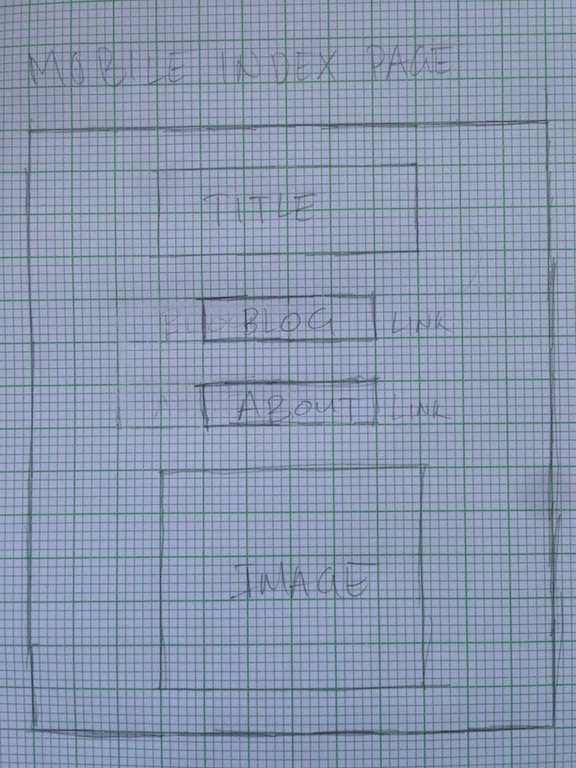 MOBILE INDEX PAGE
TITLE
BLOG LINK
ABOUT LINK
IMAGE